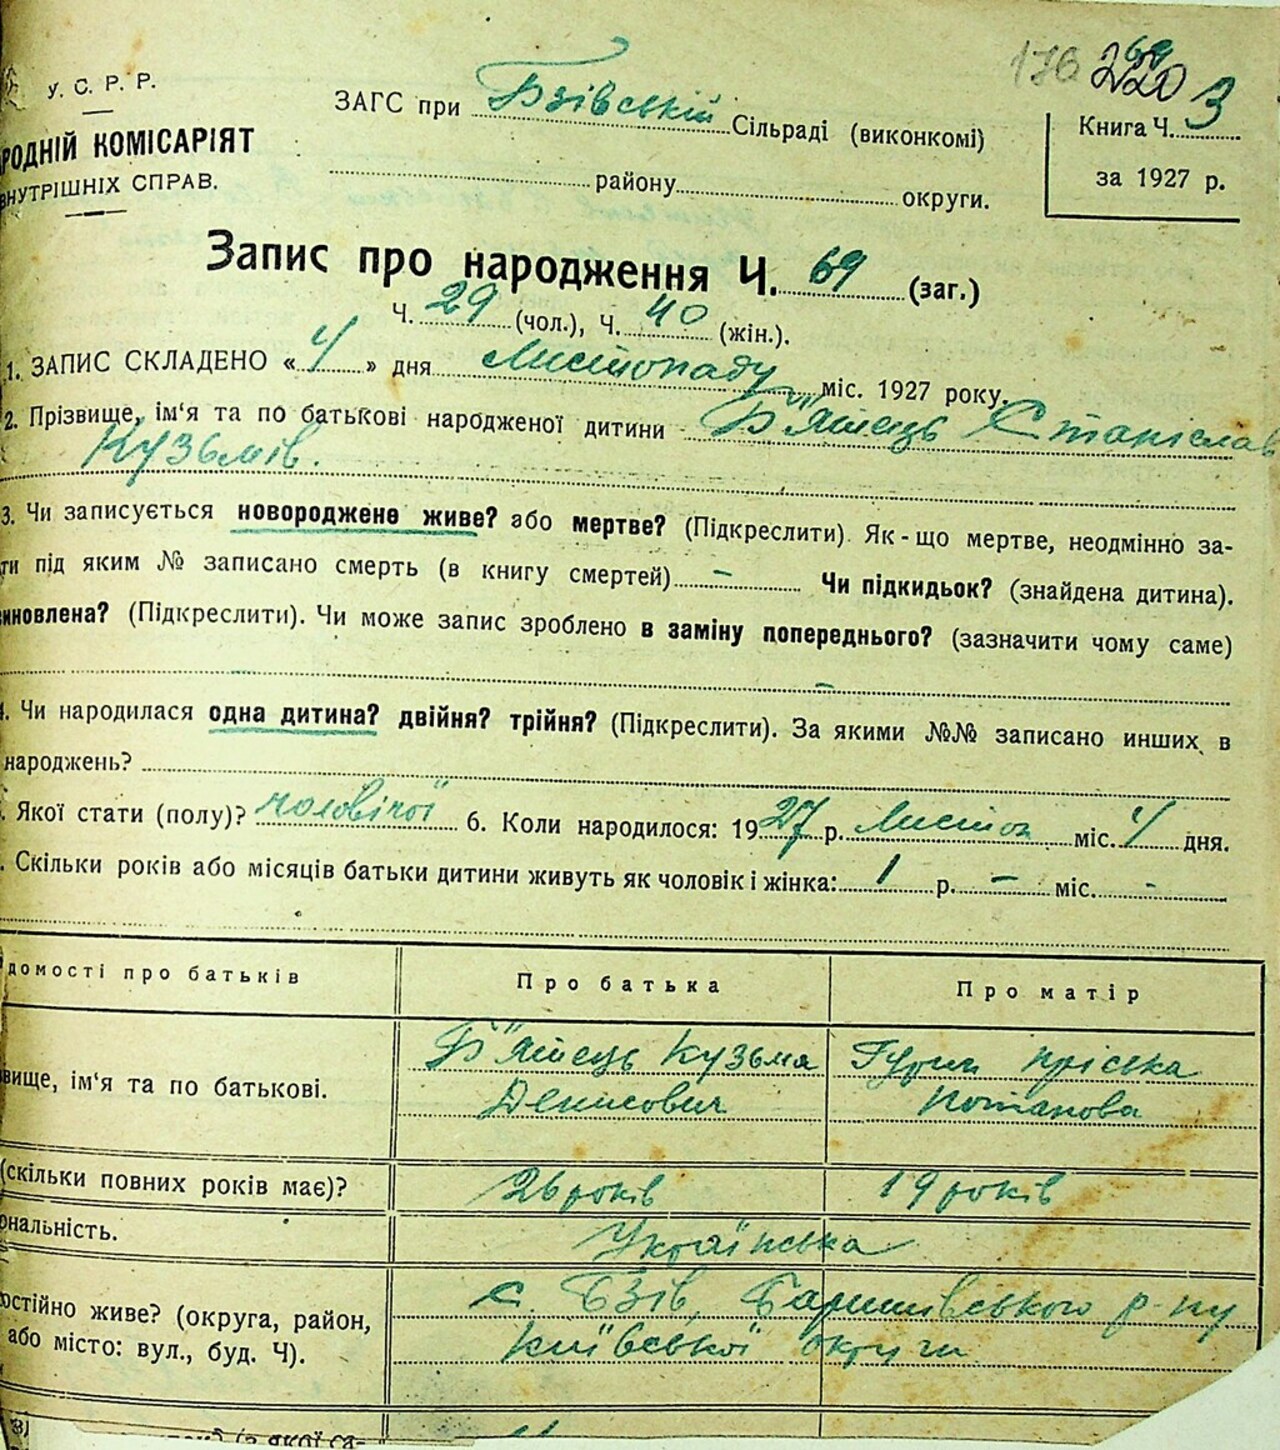 176 269 220
У. С. Р. Р.
РОДНІЙ КОМІСАРІЯТ
ВНУТРІШНІХ СПРАВ.
ЗАГС при Бзівській Сільраді (виконкомі)
району округи.
Книга Ч. 3
за 1927 р.
Запис про народження Ч. 69 (заг.)
Ч. 29 (чол.), Ч. 40 (жін.).
1. ЗАПИС СКЛАДЕНО « 4 » дня Листопаду міс. 1927 року.
2. Прізвище, ім'я та по батькові народженої дитини Станіслав
Кузьмів.
3. Чи записується новороджене живе? або мертве? (Підкреслити). Як-що мертве, неодмінно за-
ти під яким № записано смерть (в книгу смертей) – Чи підкидьок? (знайдена дитина).
иновлена? (Підкреслити). Чи може запис зроблено в заміну попереднього? (зазначити чому саме)
–
. Чи народилася одна дитина? двійня? трійня? (Підкреслити). За якими №№ записано инших в
народжень?
. Якої стати (полу)? чоловічої 6. Коли народилося: 1927 р. Листоп міс. 4 дня.
. Скільки років або місяців батьки дитини живуть як чоловік і жінка: 1 р. – міс. -
домості про батьків Про батька Про матір
вище, ім'я та по батькові. Кузьма Денисович Пріська Потапова
(скільки повних років має)? 26 років 19 років
ональність. Українська
остійно живе? (округа, район, с. Бзів, Баришівського р-ну
або місто: вул., буд. Ч). Київської округи